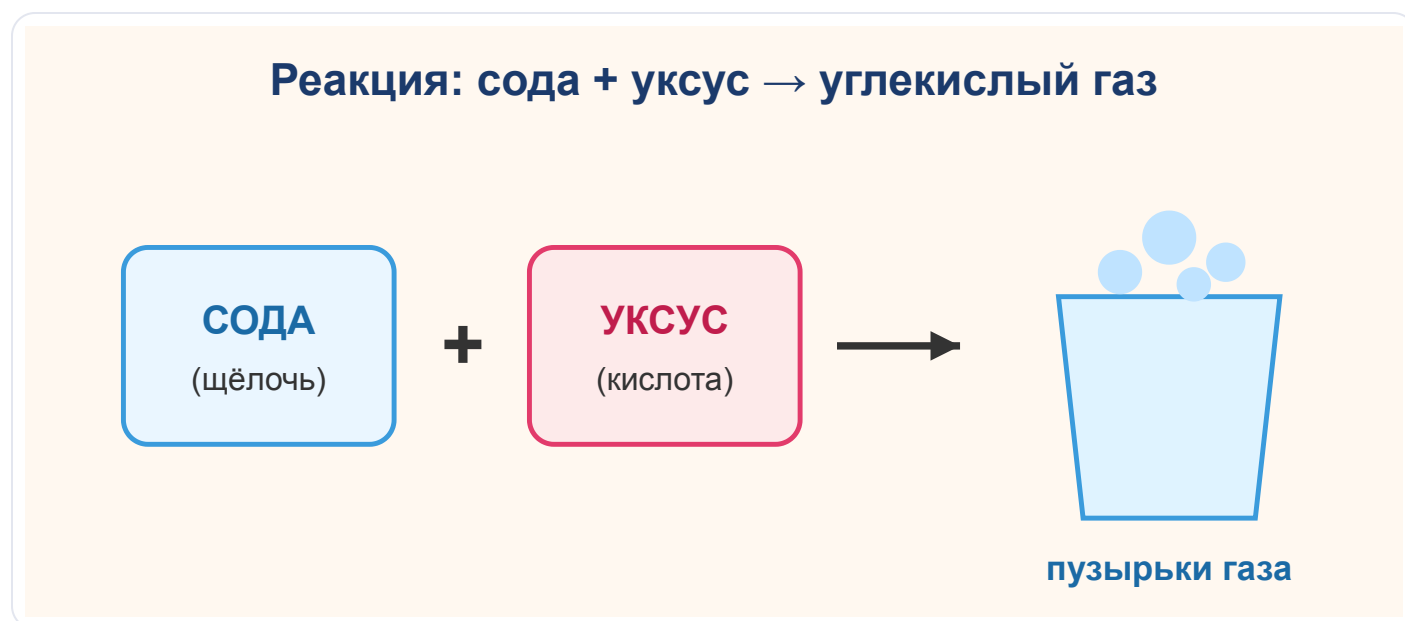 Реакция: сода + уксус → углекислый газ
СОДА
(щёлочь)
+
УКСУС
(кислота)
пузырьки газа